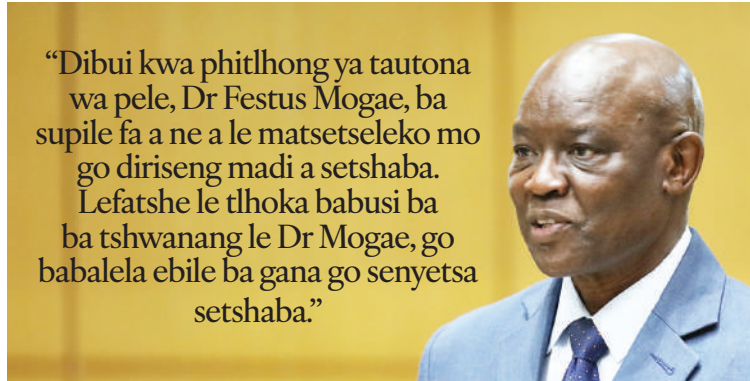 “Dibui kwa phitlhong ya tautona
wa pele, Dr Festus Mogae, ba
supile fa a ne a le matsetseleko mo
go diriseng madi a setshaba.
Lefatshe le tlhoka babusi ba
ba tshwanang le Dr Mogae, go
babalela ebile ba gana go senyetsa
setshaba.”